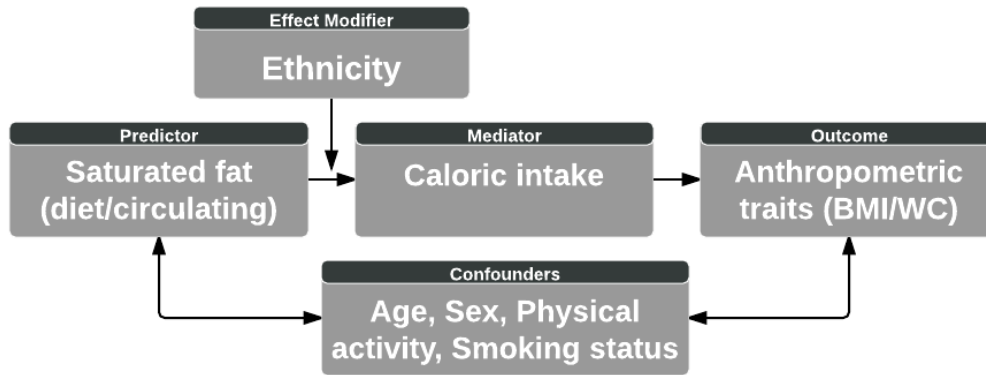 Effect Modifier
Ethnicity
Predictor
Saturated fat
(diet/circulating)
Mediator
Caloric intake
Outcome
Anthropometric
traits (BMI/WC)
Confounders
Age, Sex, Physical
activity, Smoking status